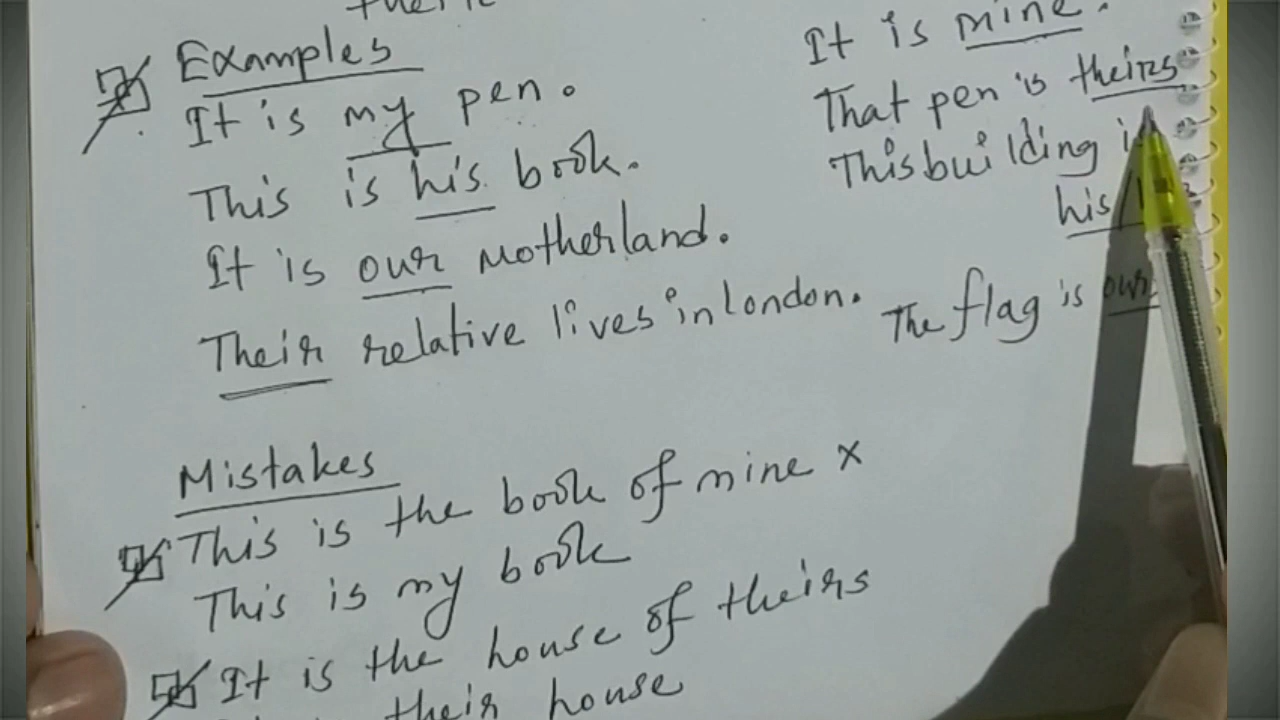 Examples
It is my pen.
This is his book.
It is our Motherland.
Their relative lives in London.
It is mine.
That pen is theirs
This building is
his
The flag is
Mistakes
This is the book of mine ×
This is my book
It is the house of theirs
their house